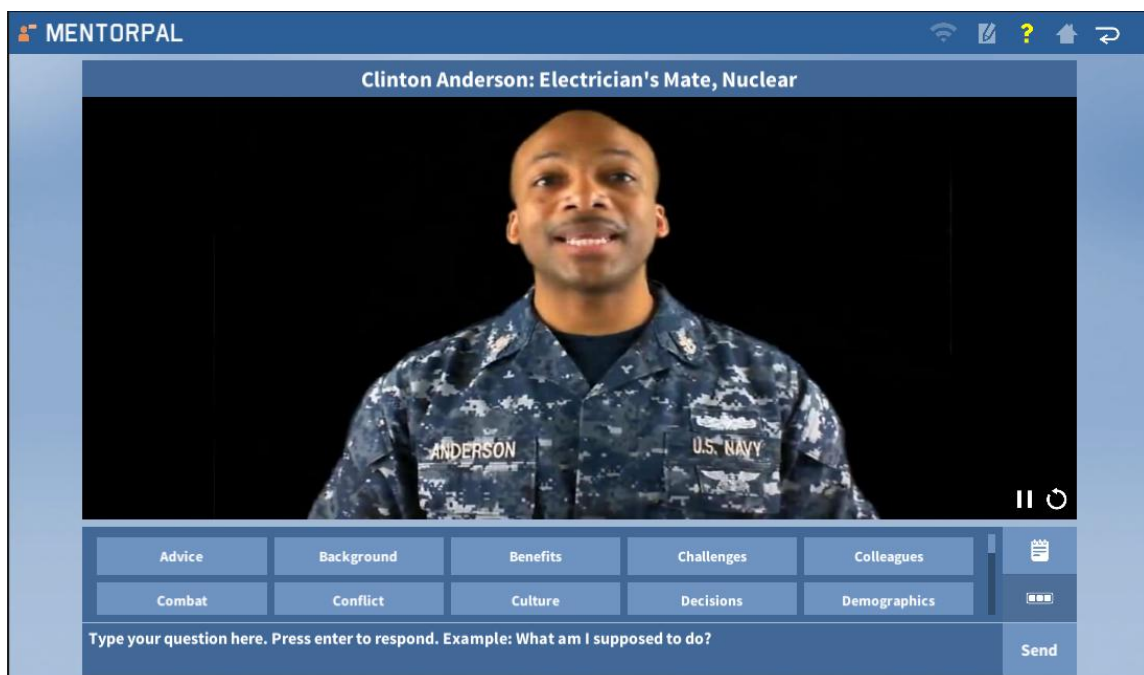 MENTORPAL
?
Clinton Anderson: Electrician's Mate, Nuclear
ANDERSON
U.S. NAVY
Advice Background Benefits Challenges Colleagues
Combat Conflict Culture Decisions Demographics
Type your question here. Press enter to respond. Example: What am I supposed to do?
Send